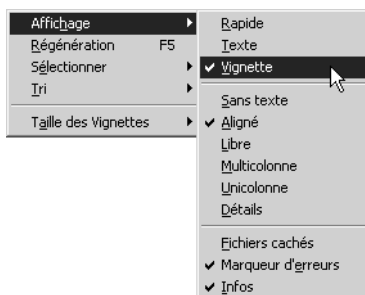 Affichage
Régénération F5
Sélectionner
Tri
Taille des Vignettes
Rapide
Texte
Vignette
Sans texte
Aligné
Libre
Multicolonne
Unicolonne
Détails
Fichiers cachés
Marqueur d'erreurs
Infos